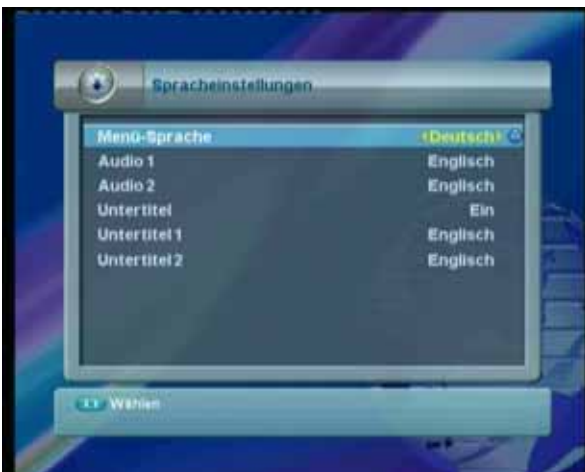 Spracheinstellungen
Menü-Sprache ‹Deutsch›
Audio 1 Englisch
Audio 2 Englisch
Untertitel Ein
Untertitel 1 Englisch
Untertitel 2 Englisch
Wählen